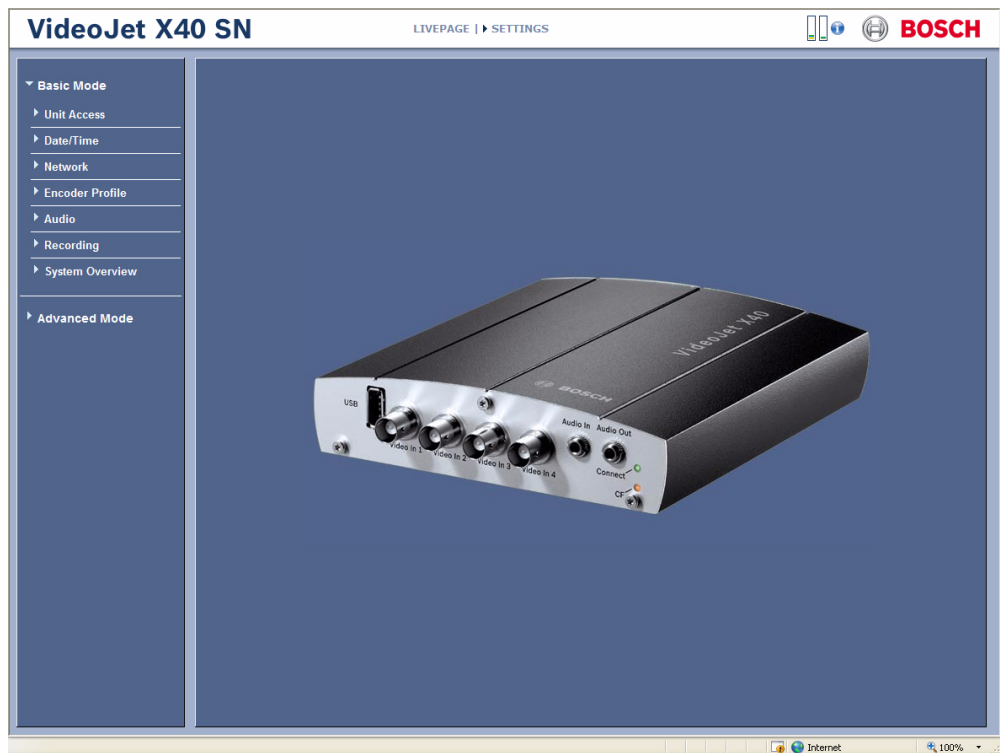 VideoJet X40 SN
LIVEPAGE | SETTINGS
BOSCH
Basic Mode
Unit Access
Date/Time
Network
Encoder Profile
Audio
Recording
System Overview
Advanced Mode
VideoJet X40
BOSCH
USB
Video In 1
Video In 2
Video In 3
Video In 4
Audio In
Audio Out
Connect
CF
Internet
100%